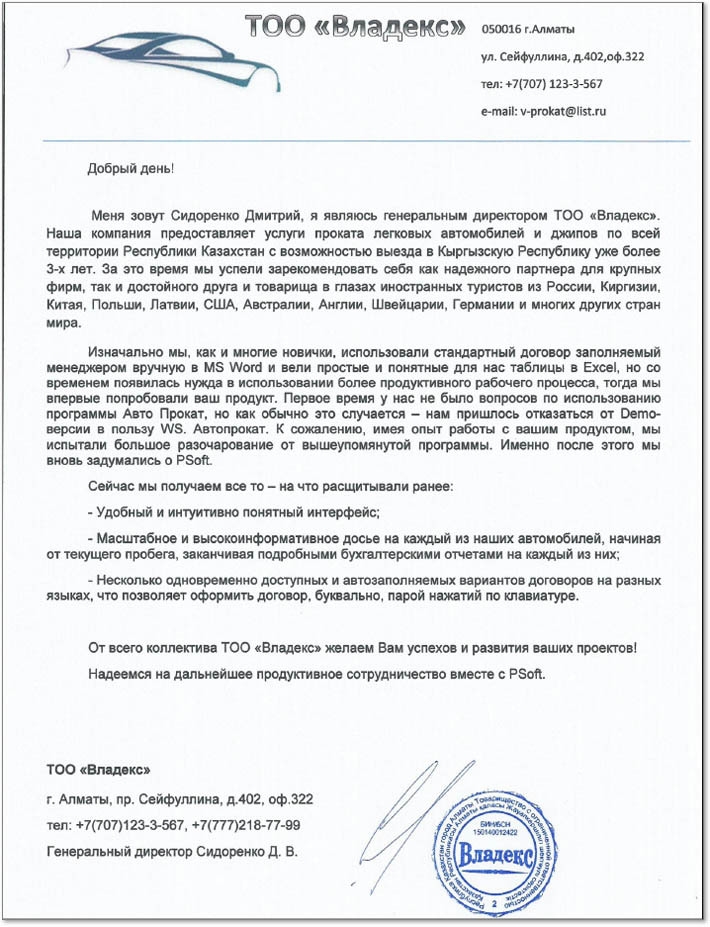 ТОО «Владекс»
050016 г.Алматы
ул. Сейфуллина, д.402,оф.322
тел: +7(707) 123-3-567
e-mail: v-prokat@list.ru
Добрый день!
Меня зовут Сидоренко Дмитрий, я являюсь генеральным директором ТОО «Владекс».
Наша компания предоставляет услуги проката легковых автомобилей и джипов по всей
территории Республики Казахстан с возможностью выезда в Кыргызскую Республику уже более
3-х лет. За это время мы успели зарекомендовать себя как надежного партнера для крупных
фирм, так и достойного друга и товарища в глазах иностранных туристов из России, Киргизии,
Китая, Польши, Латвии, США, Австралии, Англии, Швейцарии, Германии и многих других стран
мира.
Изначально мы, как и многие новички, использовали стандартный договор заполняемый
менеджером вручную в MS Word и вели простые и понятные для нас таблицы в Excel, но со
временем появилась нужда в использовании более продуктивного рабочего процесса, тогда мы
впервые попробовали ваш продукт. Первое время у нас не было вопросов по использованию
программы Авто Прокат, но как обычно это случается – нам пришлось отказаться от Demo-
версии в пользу WS. Автопрокат. К сожалению, имея опыт работы с вашим продуктом, мы
испытали большое разочарование от вышеупомянутой программы. Именно после этого мы
вновь задумались о PSoft.
Сейчас мы получаем все то – на что расщитывали ранее:
- Удобный и интуитивно понятный интерфейс;
- Масштабное и высокоинформативное досье на каждый из наших автомобилей, начиная
от текущего пробега, заканчивая подробными бухгалтерскими отчетами на каждый из них;
- Несколько одновременно доступных и автозаполняемых вариантов договоров на разных
языках, что позволяет оформить договор, буквально, парой нажатий по клавиатуре.
От всего коллектива ТОО «Владекс» желаем Вам успехов и развития ваших проектов!
Надеемся на дальнейшее продуктивное сотрудничество вместе с PSoft.
ТОО «Владекс»
г. Алматы, пр. Сейфуллина, д.402, оф.322
тел: +7(707)123-3-567, +7(777)218-77-99
Генеральный директор Сидоренко Д. В.
Республика Казахстан город Алматы Товарищество с ограниченной ответственностью
БИН/БСН
150140012422
Владекс
2